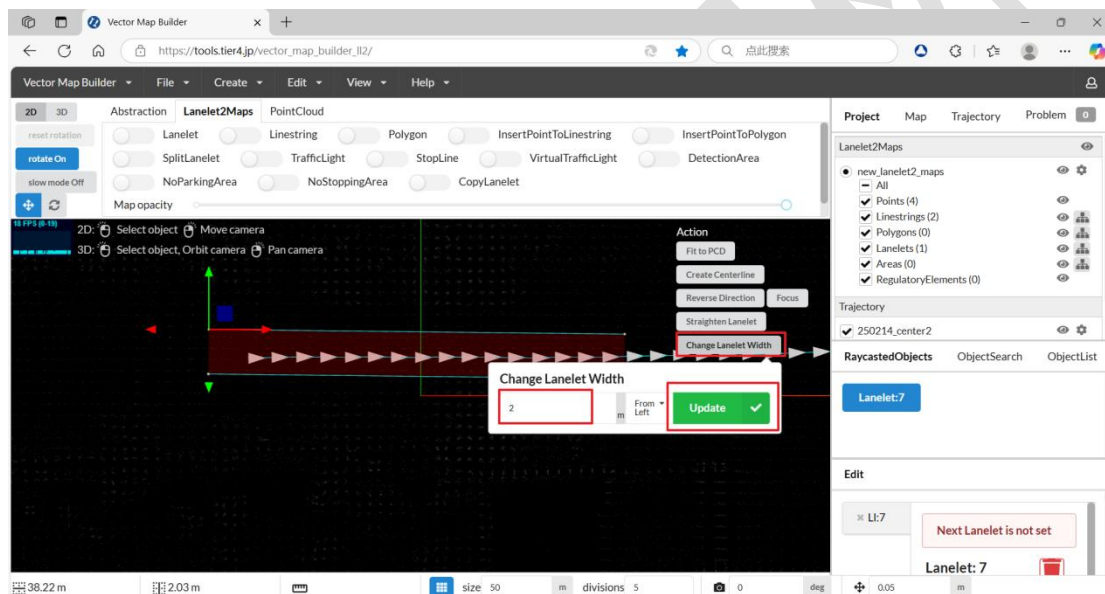 Vector Map Builder
https://tools.tier4.jp/vector_map_builder_ll2/
点此搜索
Vector Map Builder File Create Edit View Help
2D 3D
reset rotation
rotate On
slow mode Off
Abstraction Lanelet2Maps PointCloud
Lanelet Linestring Polygon InsertPointToLinestring InsertPointToPolygon
SplitLanelet TrafficLight StopLine VirtualTrafficLight DetectionArea
NoParkingArea NoStoppingArea CopyLanelet
Map opacity
18 FPS (0-19)
2D: Select object Move camera
3D: Select object, Orbit camera Pan camera
Action
Fit to PCD
Create Centerline
Reverse Direction Focus
Straighten Lanelet
Change Lanelet Width
Change Lanelet Width
2 m From Left Update
Project Map Trajectory Problem 0
Lanelet2Maps
new_lanelet2_maps
All
Points (4)
Linestrings (2)
Polygons (0)
Lanelets (1)
Areas (0)
RegulatoryElements (0)
Trajectory
250214_center2
RaycastedObjects ObjectSearch ObjectList
Lanelet:7
Edit
× Ll:7
Next Lanelet is not set
Lanelet: 7
38.22 m 2.03 m size 50 m divisions 5 0 deg 0.05 m